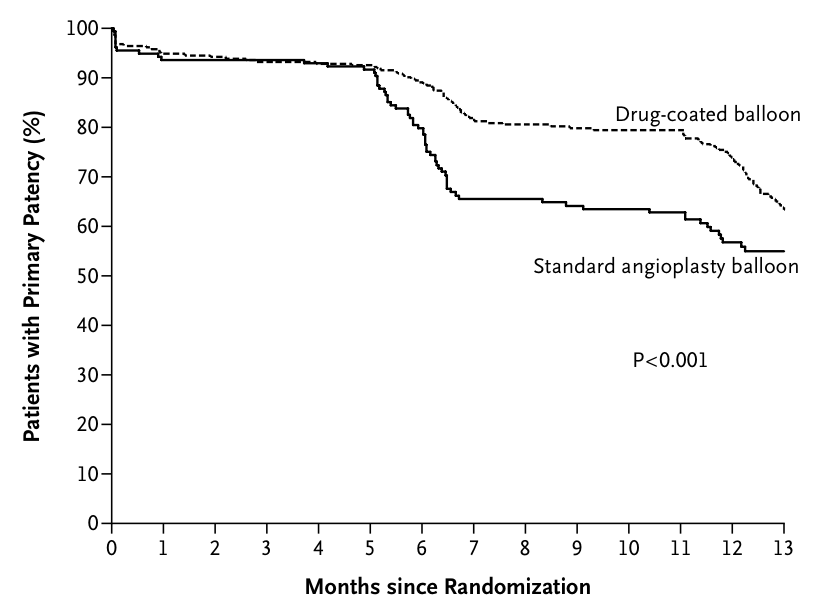 100
90
80
70
60
50
40
30
20
10
0
Patients with Primary Patency (%)
Drug-coated balloon
Standard angioplasty balloon
P<0.001
0 1 2 3 4 5 6 7 8 9 10 11 12 13
Months since Randomization